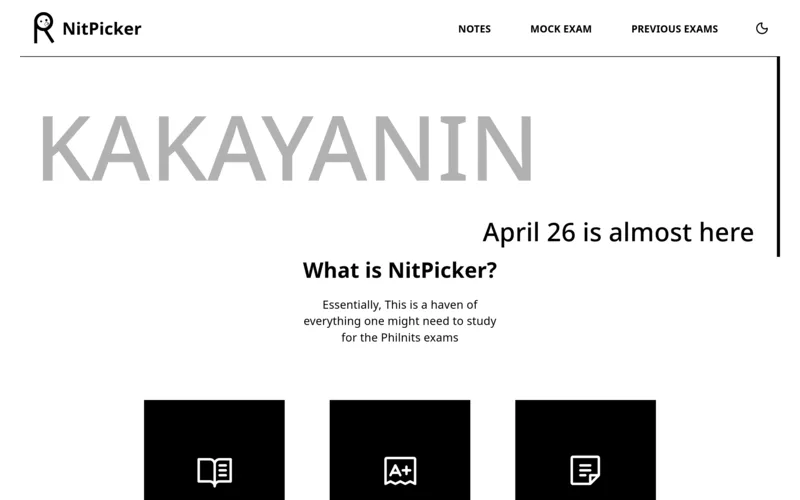 NitPicker
NOTES
MOCK EXAM
PREVIOUS EXAMS
KAKAYANIN
April 26 is almost here
What is NitPicker?
Essentially, This is a haven of
everything one might need to study
for the Philnits exams
A+